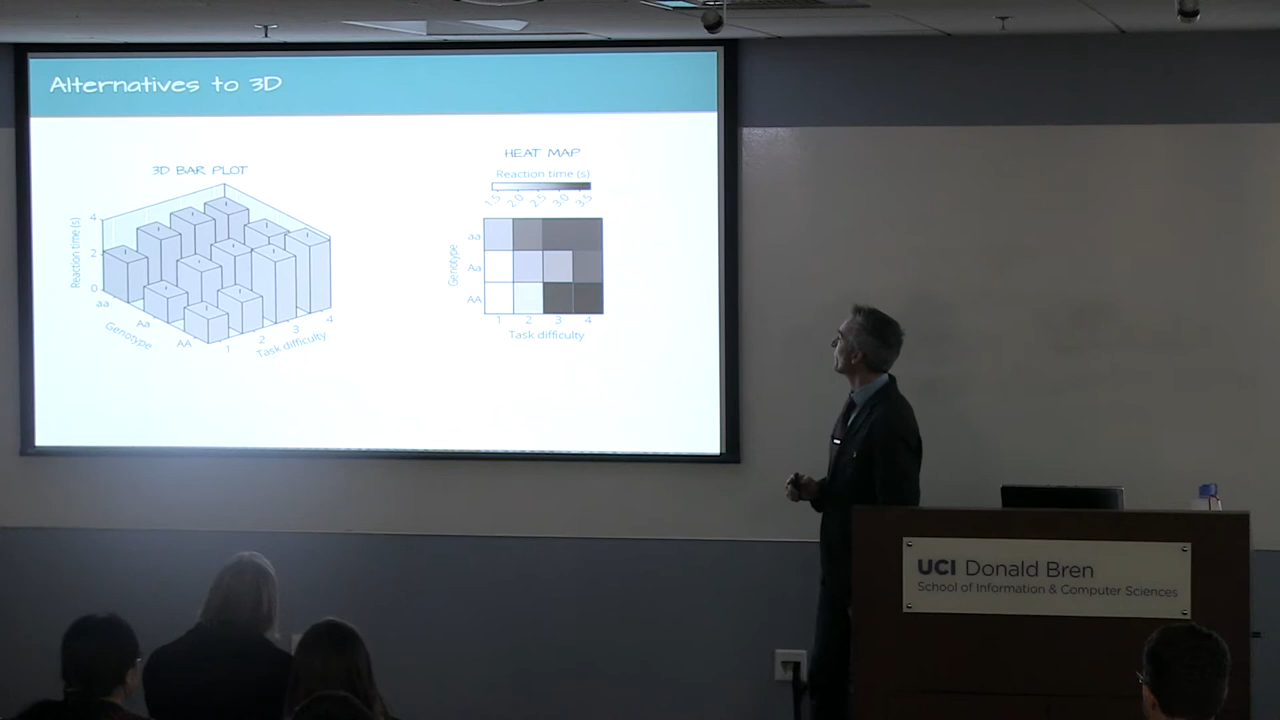 Alternatives to 3D
3D BAR PLOT
Reaction time (s)
4
2
0
aa
Aa
AA
Genotype
1
2
3
4
Task difficulty
HEAT MAP
Reaction time (s)
1.5 2.0 2.5 3.0 3.5
Genotype
aa
Aa
AA
1 2 3 4
Task difficulty
UCI Donald Bren
School of Information & Computer Sciences